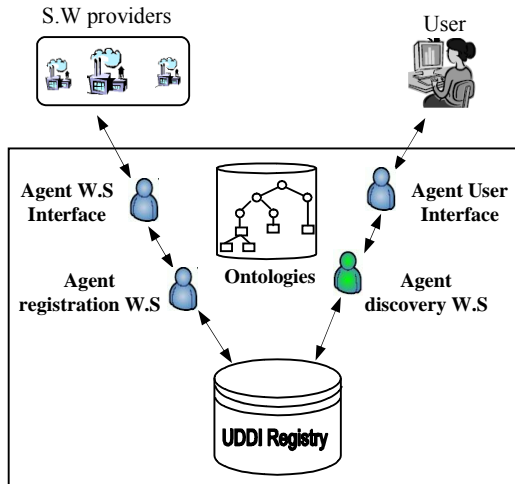 S.W providers
User
Agent W.S
Interface
Agent User
Interface
Agent
registration W.S
Ontologies
Agent
discovery W.S
UDDI Registry